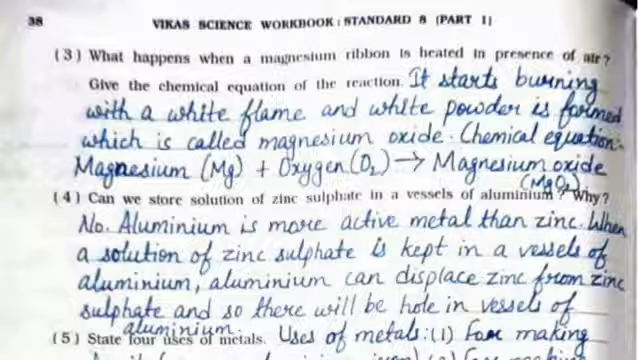 38 VIKAS SCIENCE WORKBOOK : STANDARD 8 (PART 1)
(3) What happens when a magnesium ribbon is heated in presence of air?
Give the chemical equation of the reaction. It starts burning
with a white flame and white powder is formed
which is called magnesium oxide. Chemical equation:
Magnesium (Mg) + Oxygen (O₂) → Magnesium oxide
(MgO₂)
(4) Can we store solution of zinc sulphate in a vessels of aluminium? Why?
No. Aluminium is more active metal than zinc. When
a solution of zinc sulphate is kept in a vessels of
aluminium, aluminium can displace zinc from zinc
sulphate and so there will be hole in vessels of
aluminium.
(5) State four uses of metals. Uses of metals: (1) For making